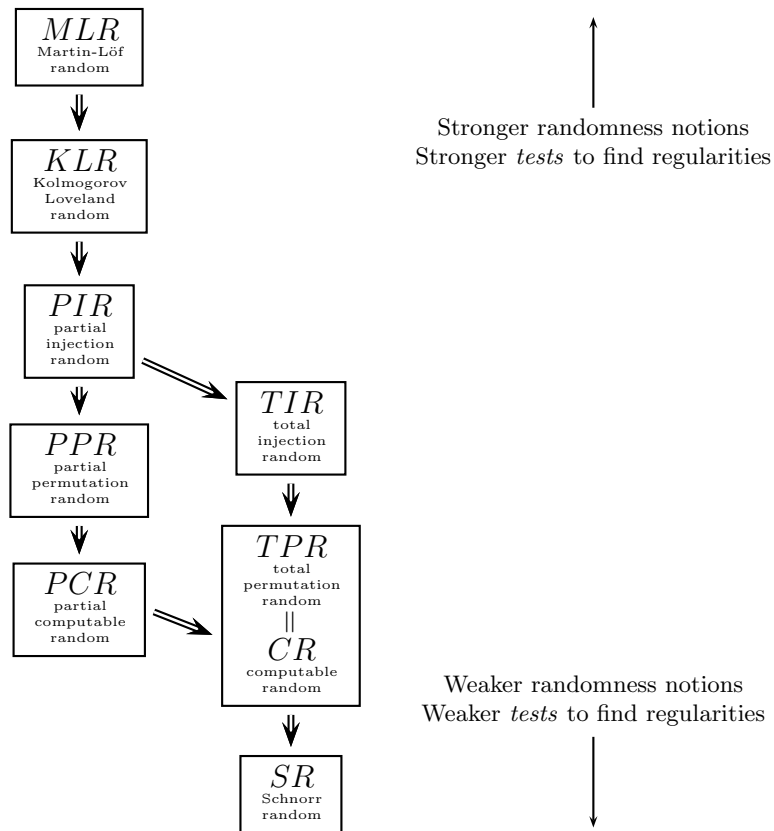 MLR
Martin-Löf
random
Stronger randomness notions
Stronger tests to find regularities
KLR
Kolmogorov
Loveland
random
PIR
partial
injection
random
TIR
total
injection
random
PPR
partial
permutation
random
TPR
total
permutation
random
||
CR
computable
random
PCR
partial
computable
random
Weaker randomness notions
Weaker tests to find regularities
SR
Schnorr
random